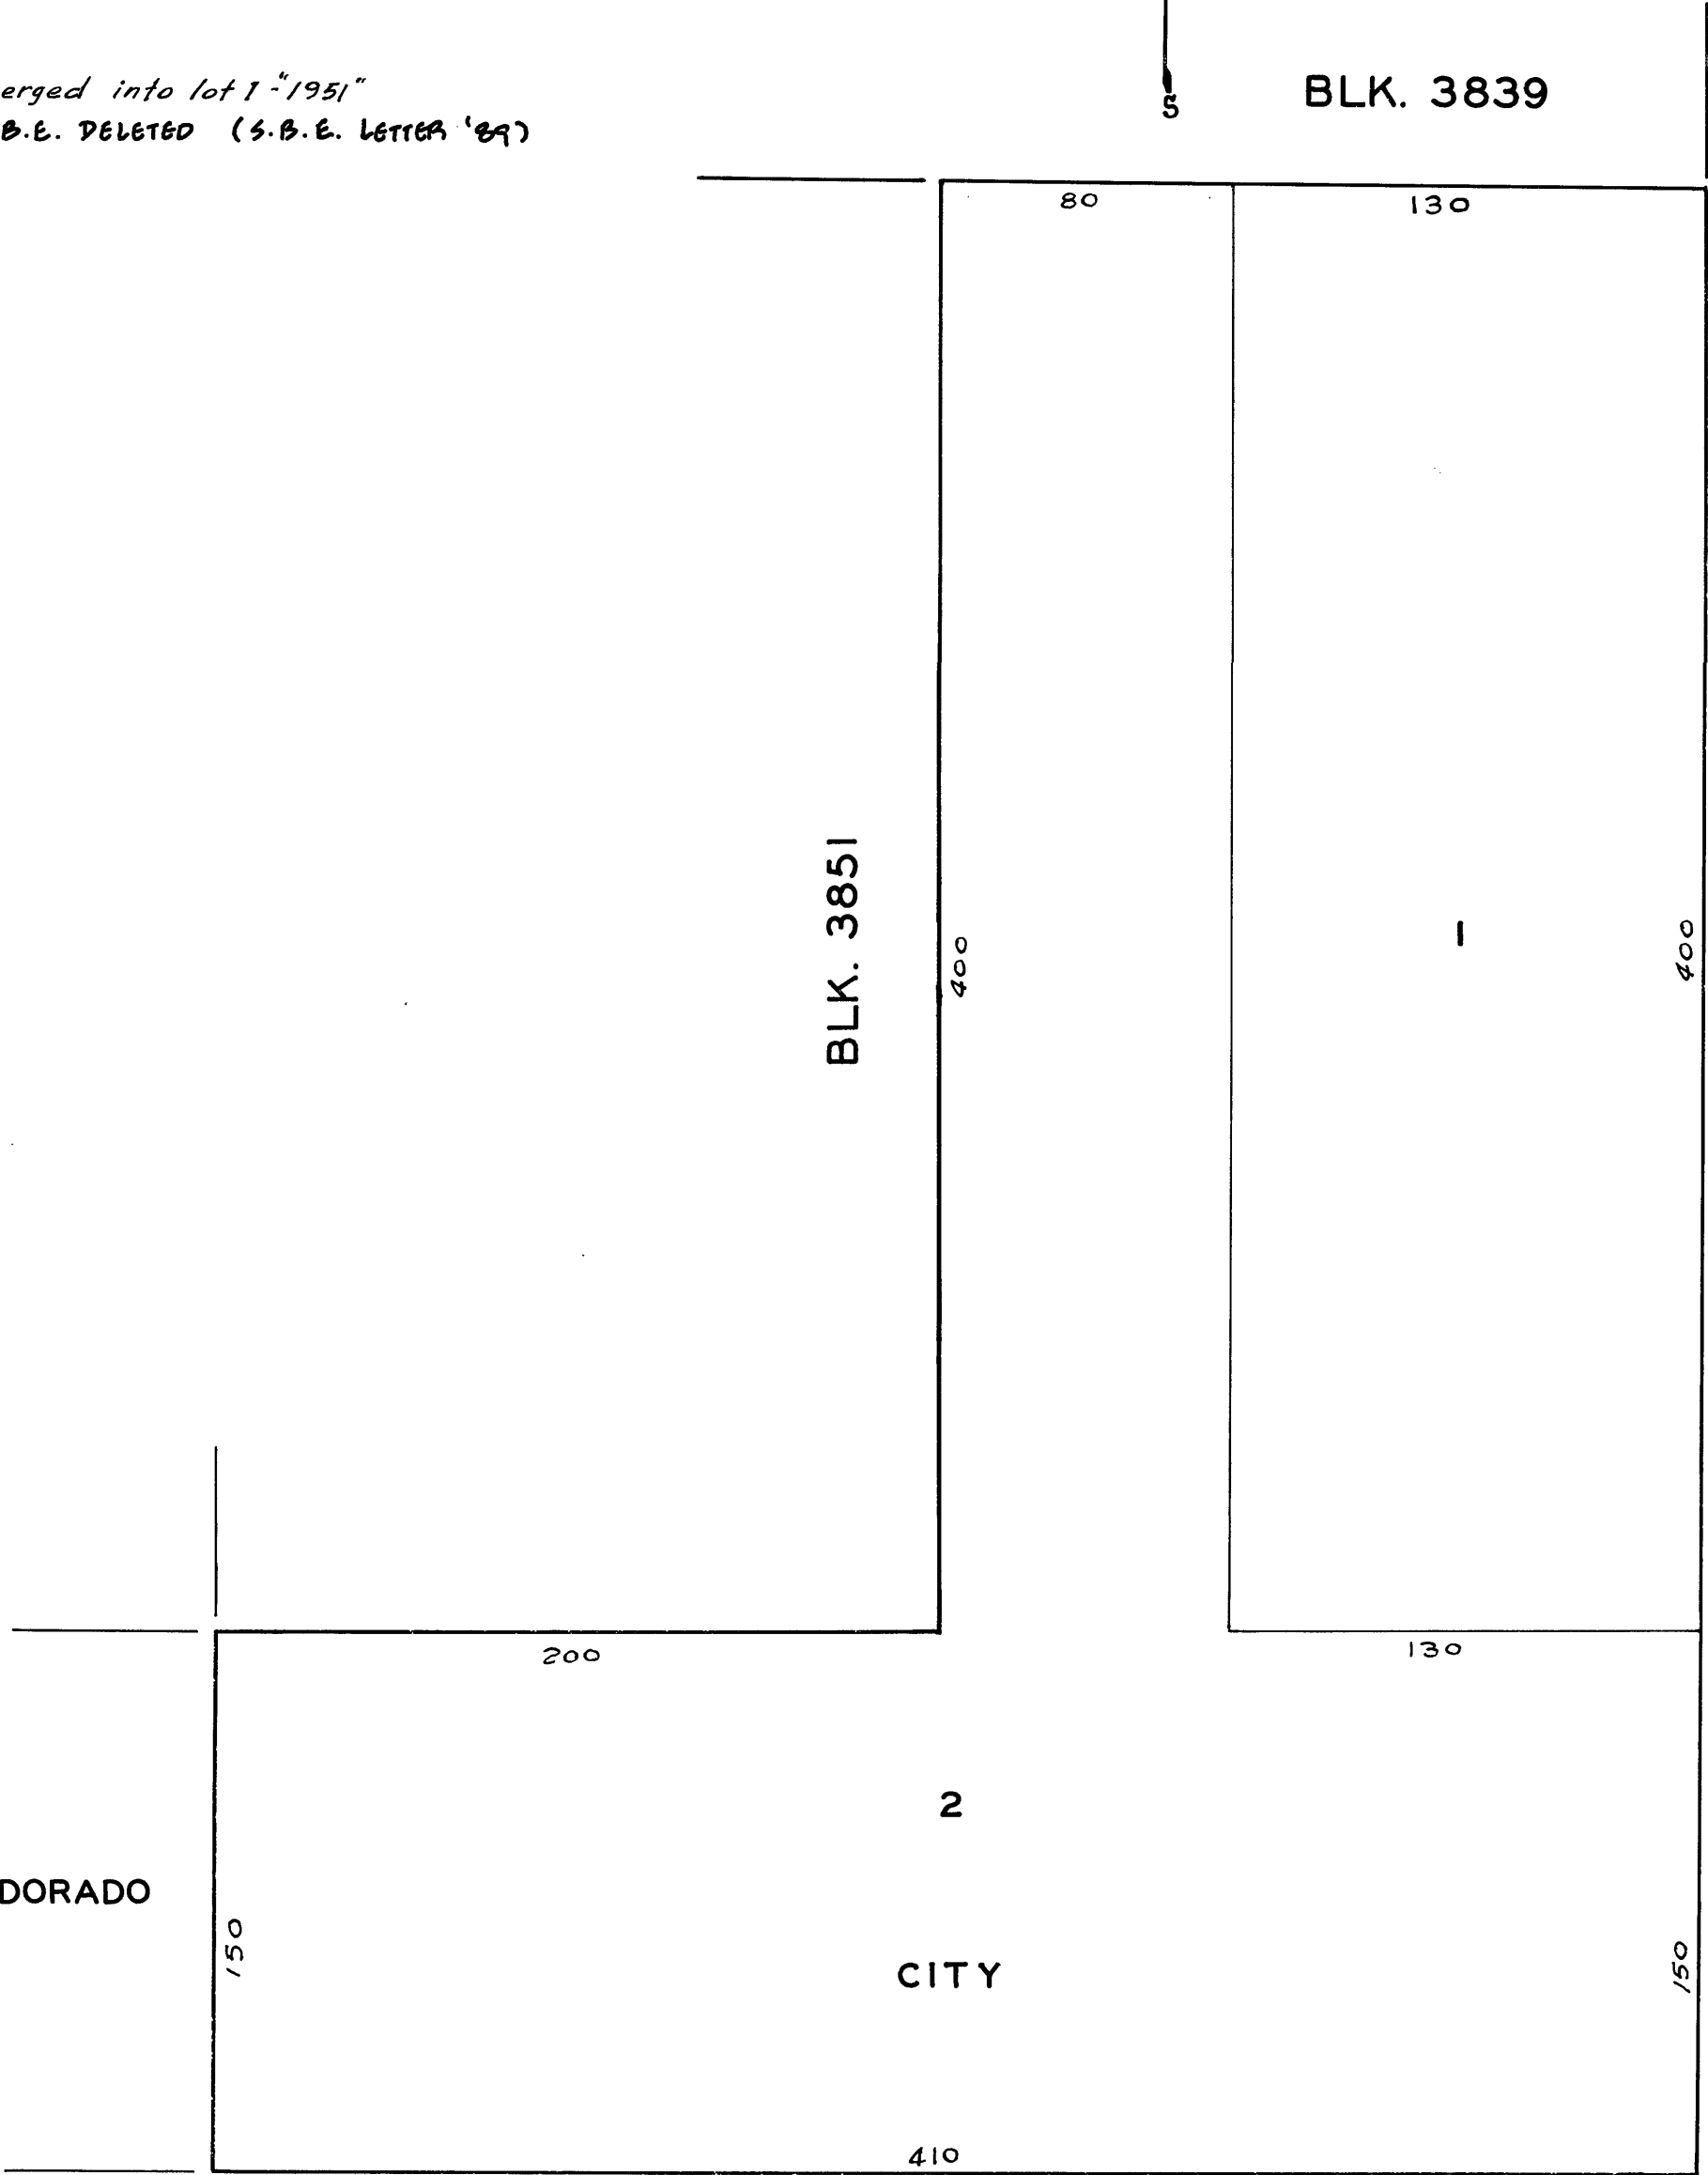 erged into lot 1 - "1951"
B.E. DELETED (S.B.E. LETTER '89)
S
BLK. 3839
80
130
BLK. 3851
400
1
400
200
130
2
DORADO
150
CITY
150
410